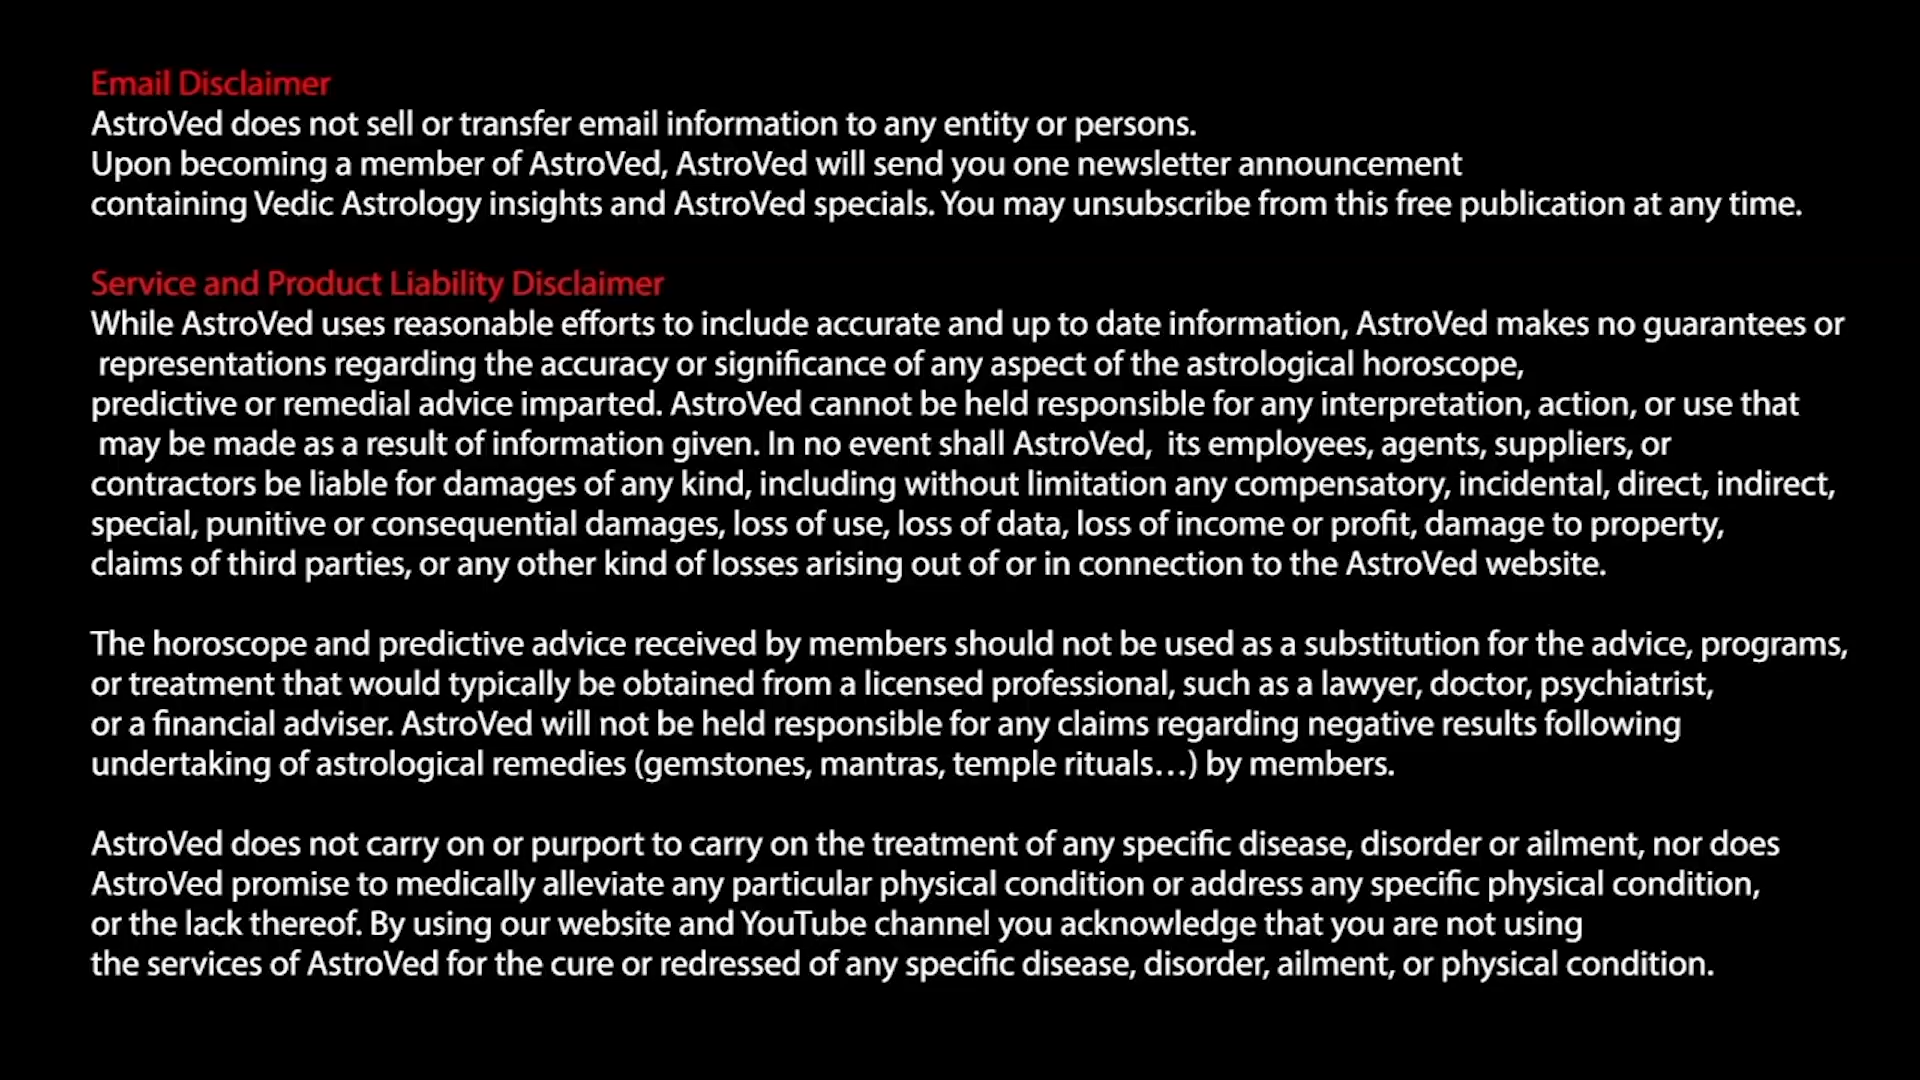 Email Disclaimer
AstroVed does not sell or transfer email information to any entity or persons.
Upon becoming a member of AstroVed, AstroVed will send you one newsletter announcement
containing Vedic Astrology insights and AstroVed specials. You may unsubscribe from this free publication at any time.
Service and Product Liability Disclaimer
While AstroVed uses reasonable efforts to include accurate and up to date information, AstroVed makes no guarantees or
representations regarding the accuracy or significance of any aspect of the astrological horoscope,
predictive or remedial advice imparted. AstroVed cannot be held responsible for any interpretation, action, or use that
may be made as a result of information given. In no event shall AstroVed,  its employees, agents, suppliers, or
contractors be liable for damages of any kind, including without limitation any compensatory, incidental, direct, indirect,
special, punitive or consequential damages, loss of use, loss of data, loss of income or profit, damage to property,
claims of third parties, or any other kind of losses arising out of or in connection to the AstroVed website.
The horoscope and predictive advice received by members should not be used as a substitution for the advice, programs,
or treatment that would typically be obtained from a licensed professional, such as a lawyer, doctor, psychiatrist,
or a financial adviser. AstroVed will not be held responsible for any claims regarding negative results following
undertaking of astrological remedies (gemstones, mantras, temple rituals…) by members.
AstroVed does not carry on or purport to carry on the treatment of any specific disease, disorder or ailment, nor does
AstroVed promise to medically alleviate any particular physical condition or address any specific physical condition,
or the lack thereof. By using our website and YouTube channel you acknowledge that you are not using
the services of AstroVed for the cure or redressed of any specific disease, disorder, ailment, or physical condition.